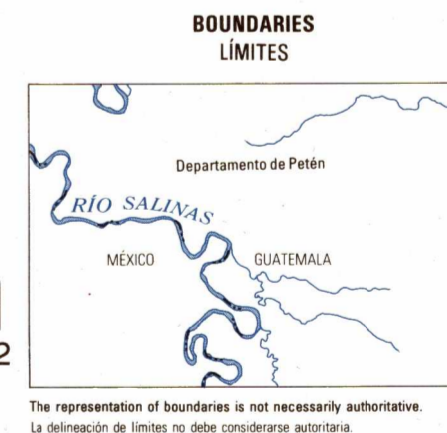 BOUNDARIES
LÍMITES
Departamento de Petén
RÍO SALINAS
MÉXICO
GUATEMALA
2
The representation of boundaries is not necessarily authoritative.
La delineación de límites no debe considerarse autoritaria.